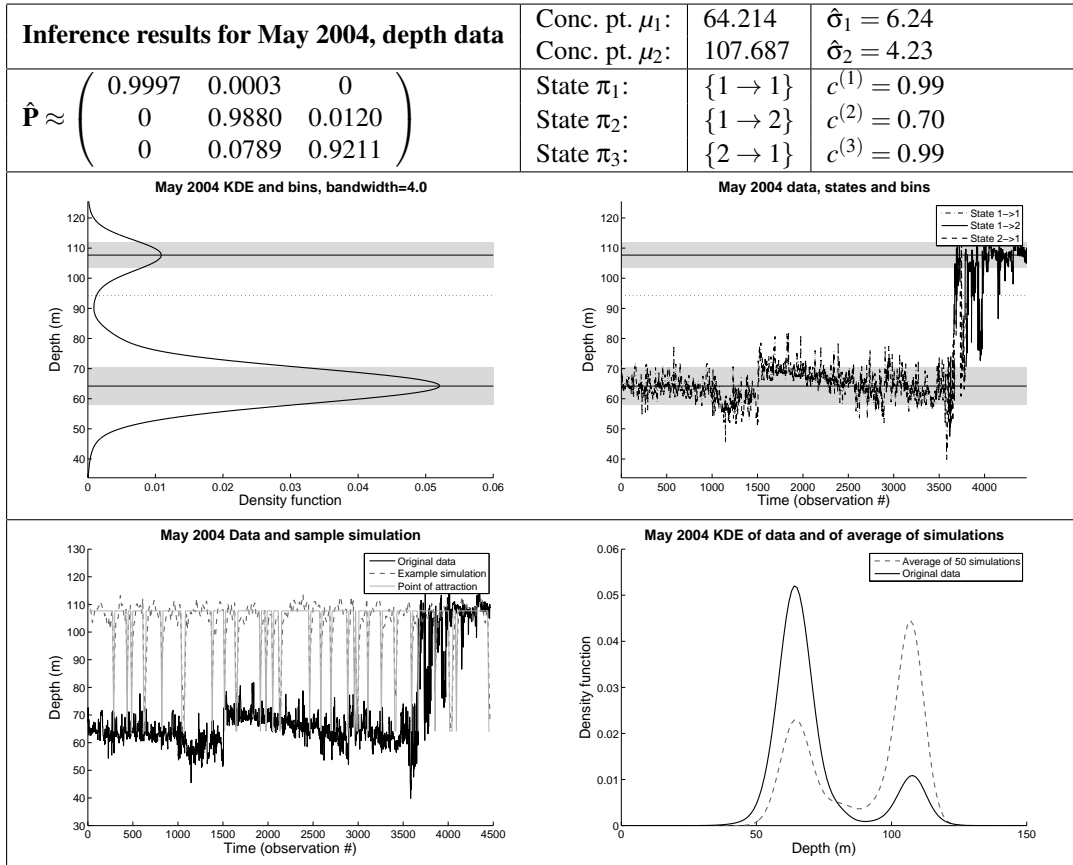 Inference results for May 2004, depth data
Conc. pt. μ₁: 64.214 σ̂₁ = 6.24
Conc. pt. μ₂: 107.687 σ̂₂ = 4.23
P̂ ≈ ( 0.9997 0.0003 0
0 0.9880 0.0120
0 0.0789 0.9211 )
State π₁: {1 → 1} c⁽¹⁾ = 0.99
State π₂: {1 → 2} c⁽²⁾ = 0.70
State π₃: {2 → 1} c⁽³⁾ = 0.99
May 2004 KDE and bins, bandwidth=4.0
Depth (m)
120
110
100
90
80
70
60
50
40
0 0.01 0.02 0.03 0.04 0.05 0.06
Density function
May 2004 data, states and bins
State 1->1
State 1->2
State 2->1
Depth (m)
120
110
100
90
80
70
60
50
40
0 500 1000 1500 2000 2500 3000 3500 4000
Time (observation #)
May 2004 Data and sample simulation
Original data
Example simulation
Point of attraction
Depth (m)
130
120
110
100
90
80
70
60
50
40
30
0 500 1000 1500 2000 2500 3000 3500 4000 4500
Time (observation #)
May 2004 KDE of data and of average of simulations
Average of 50 simulations
Original data
Density function
0.06
0.05
0.04
0.03
0.02
0.01
0
0 50 100 150
Depth (m)